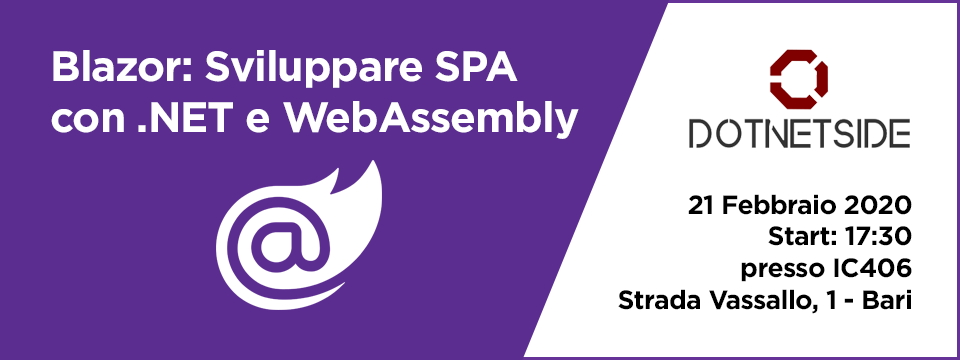 Blazor: Sviluppare SPA
con .NET e WebAssembly
@
DOTNETSIDE
21 Febbraio 2020
Start: 17:30
presso IC406
Strada Vassallo, 1 - Bari